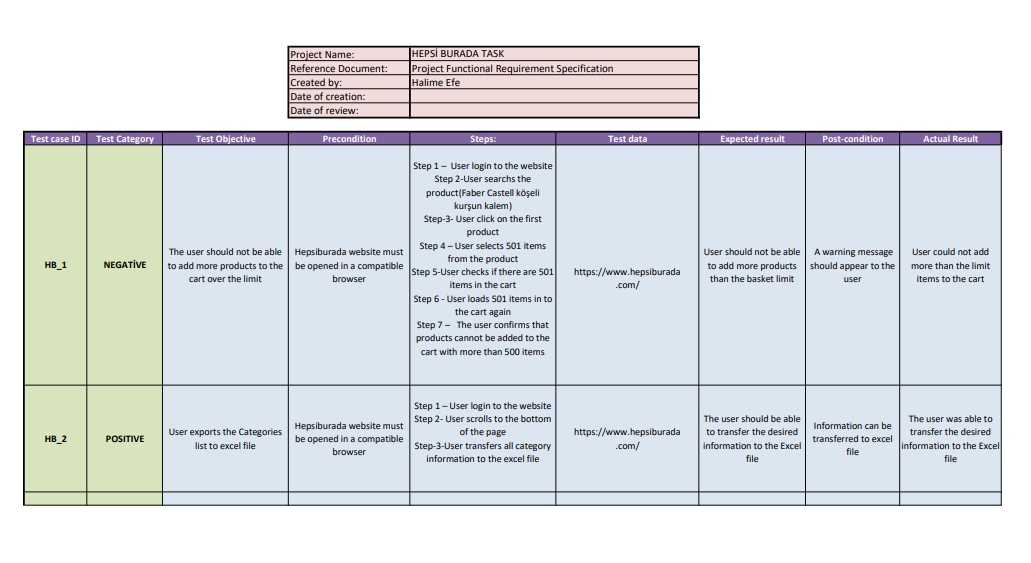 Project Name: HEPSİ BURADA TASK
Reference Document: Project Functional Requirement Specification
Created by: Halime Efe
Date of creation:
Date of review:
Test case ID Test Category Test Objective Precondition Steps: Test data Expected result Post-condition Actual Result
HB_1
NEGATİVE
The user should not be able
to add more products to the
cart over the limit
Hepsiburada website must
be opened in a compatible
browser
Step 1 – User login to the website
Step 2-User searchs the
product(Faber Castell köşeli
kurşun kalem)
Step-3- User click on the first
product
Step 4 – User selects 501 items
from the product
Step 5-User checks if there are 501
items in the cart
Step 6 - User loads 501 items in to
the cart again
Step 7 – The user confirms that
products cannot be added to the
cart with more than 500 items
https://www.hepsiburada
.com/
User should not be able
to add more products
than the basket limit
A warning message
should appear to the
user
User could not add
more than the limit
items to the cart
HB_2
POSITIVE
User exports the Categories
list to excel file
Hepsiburada website must
be opened in a compatible
browser
Step 1 – User login to the website
Step 2- User scrolls to the bottom
of the page
Step-3-User transfers all category
information to the excel file
https://www.hepsiburada
.com/
The user should be able
to transfer the desired
information to the Excel
file
Information can be
transferred to excel
file
The user was able to
transfer the desired
information to the Excel
file